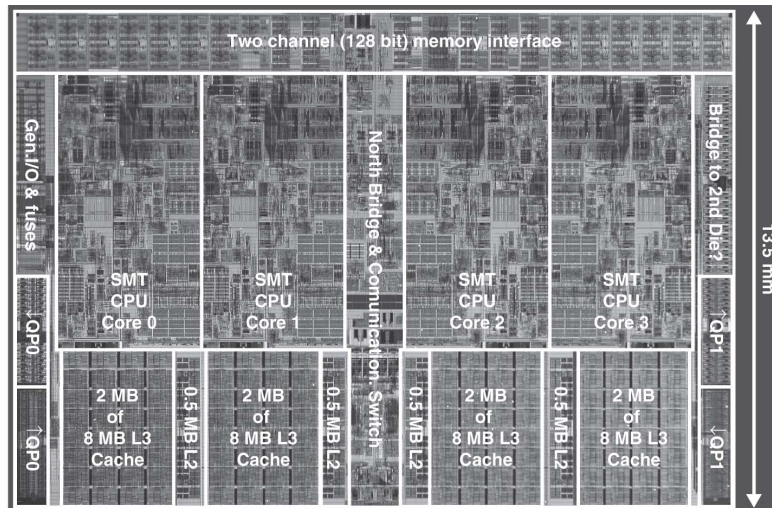 Two channel (128 bit) memory interface
Gen.I/O & fuses
SMT
CPU
Core 0
SMT
CPU
Core 1
North Bridge & Comunication Switch
SMT
CPU
Core 2
SMT
CPU
Core 3
Bridge to 2nd Die?
13.5 mm
↓QP0
↓QP1
↑QP0
2 MB
of
8 MB L3
Cache
0.5 MB L2
2 MB
of
8 MB L3
Cache
0.5 MB L2
0.5 MB L2
2 MB
of
8 MB L3
Cache
0.5 MB L2
2 MB
of
8 MB L3
Cache
↑QP1